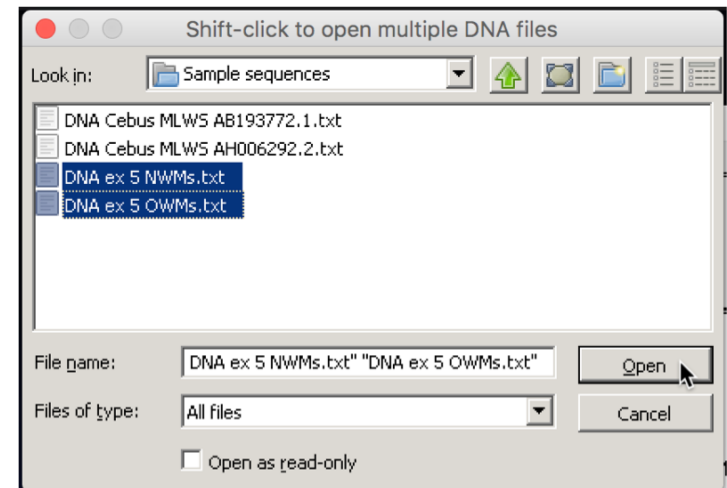 Shift-click to open multiple DNA files
Look in: Sample sequences
DNA Cebus MLWS AB193772.1.txt
DNA Cebus MLWS AH006292.2.txt
DNA ex 5 NWMs.txt
DNA ex 5 OWMs.txt
File name: DNA ex 5 NWMs.txt" "DNA ex 5 OWMs.txt" Open
Files of type: All files Cancel
Open as read-only